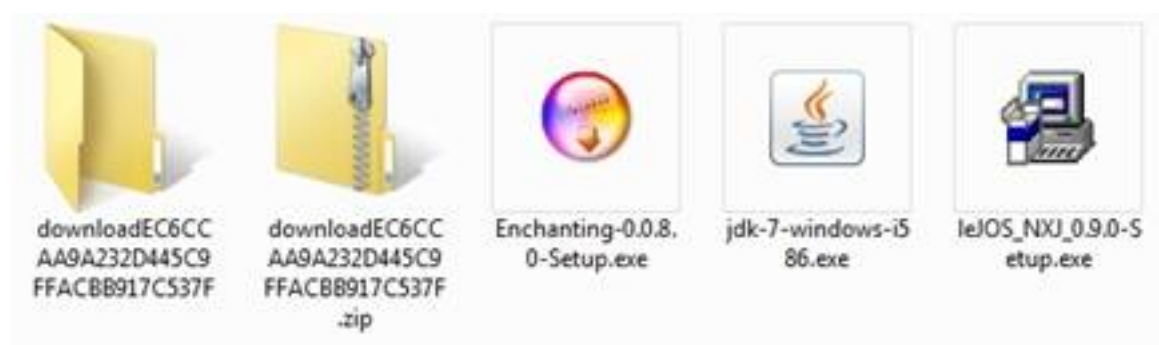 downloadEC6CC
AA9A232D445C9
FFACBB917C537F
downloadEC6CC
AA9A232D445C9
FFACBB917C537F
.zip
Enchanting-0.0.8.
0-Setup.exe
jdk-7-windows-i5
86.exe
leJOS_NXJ_0.9.0-S
etup.exe